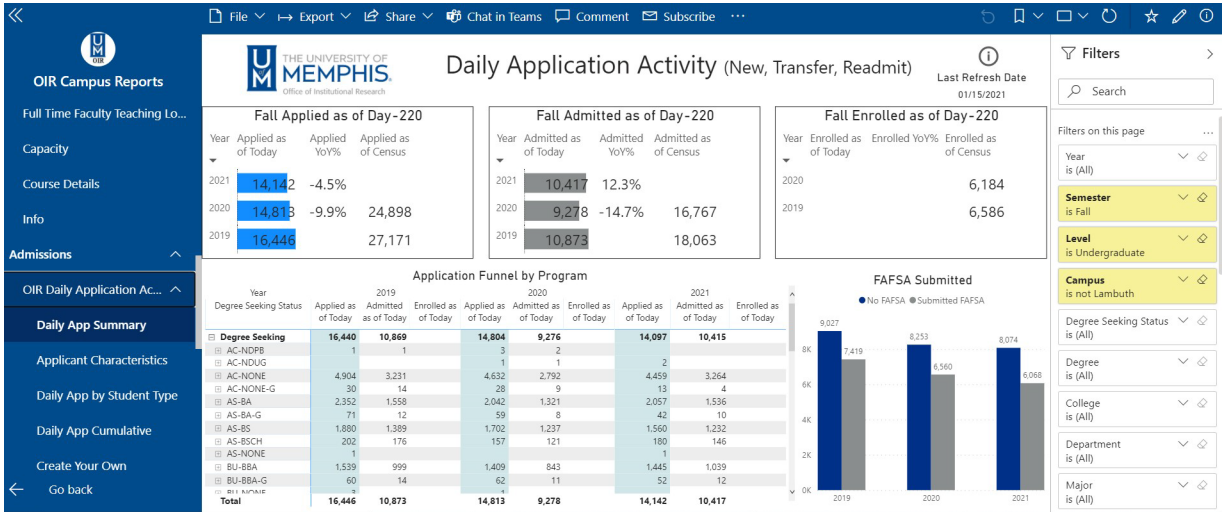 File Export Share Chat in Teams Comment Subscribe ...
UM
OIR
OIR Campus Reports
Full Time Faculty Teaching Lo...
Capacity
Course Details
Info
Admissions
OIR Daily Application Ac...
Daily App Summary
Applicant Characteristics
Daily App by Student Type
Daily App Cumulative
Create Your Own
Go back
UM
THE UNIVERSITY OF
MEMPHIS.
Office of Institutional Research
Daily Application Activity (New, Transfer, Readmit)
Last Refresh Date
01/15/2021
Fall Applied as of Day-220
Year Applied as of Today Applied YoY% Applied as of Census
2021 14,142 -4.5%
2020 14,813 -9.9% 24,898
2019 16,446 27,171
Fall Admitted as of Day-220
Year Admitted as of Today Admitted YoY% Admitted as of Census
2021 10,417 12.3%
2020 9,278 -14.7% 16,767
2019 10,873 18,063
Fall Enrolled as of Day-220
Year Enrolled as of Today Enrolled YoY% Enrolled as of Census
2020 6,184
2019 6,586
Application Funnel by Program
Year 2019 2020 2021
Degree Seeking Status Applied as of Today Admitted as of Today Enrolled as of Today Applied as of Today Admitted as of Today Enrolled as of Today Applied as of Today Admitted as of Today Enrolled as of Today
Degree Seeking 16,440 10,869 14,804 9,276 14,097 10,415
AC-NDPB 1 1 3 2
AC-NDUG 1 1 2
AC-NONE 4,904 3,231 4,632 2,792 4,459 3,264
AC-NONE-G 30 14 28 9 13 4
AS-BA 2,352 1,558 2,042 1,321 2,057 1,536
AS-BA-G 71 12 59 8 42 10
AS-BS 1,880 1,389 1,702 1,237 1,560 1,232
AS-BSCH 202 176 157 121 180 146
AS-NONE 1 1
BU-BBA 1,539 999 1,409 843 1,445 1,039
BU-BBA-G 60 14 62 11 52 12
Total 16,446 10,873 14,813 9,278 14,142 10,417
FAFSA Submitted
No FAFSA Submitted FAFSA
9,027
8,253
8,074
7,419
6,560
6,068
8K
6K
4K
2K
0K
2019 2020 2021
Filters
Search
Filters on this page ...
Year
is (All)
Semester
is Fall
Level
is Undergraduate
Campus
is not Lambuth
Degree Seeking Status
is (All)
Degree
is (All)
College
is (All)
Department
is (All)
Major
is (All)